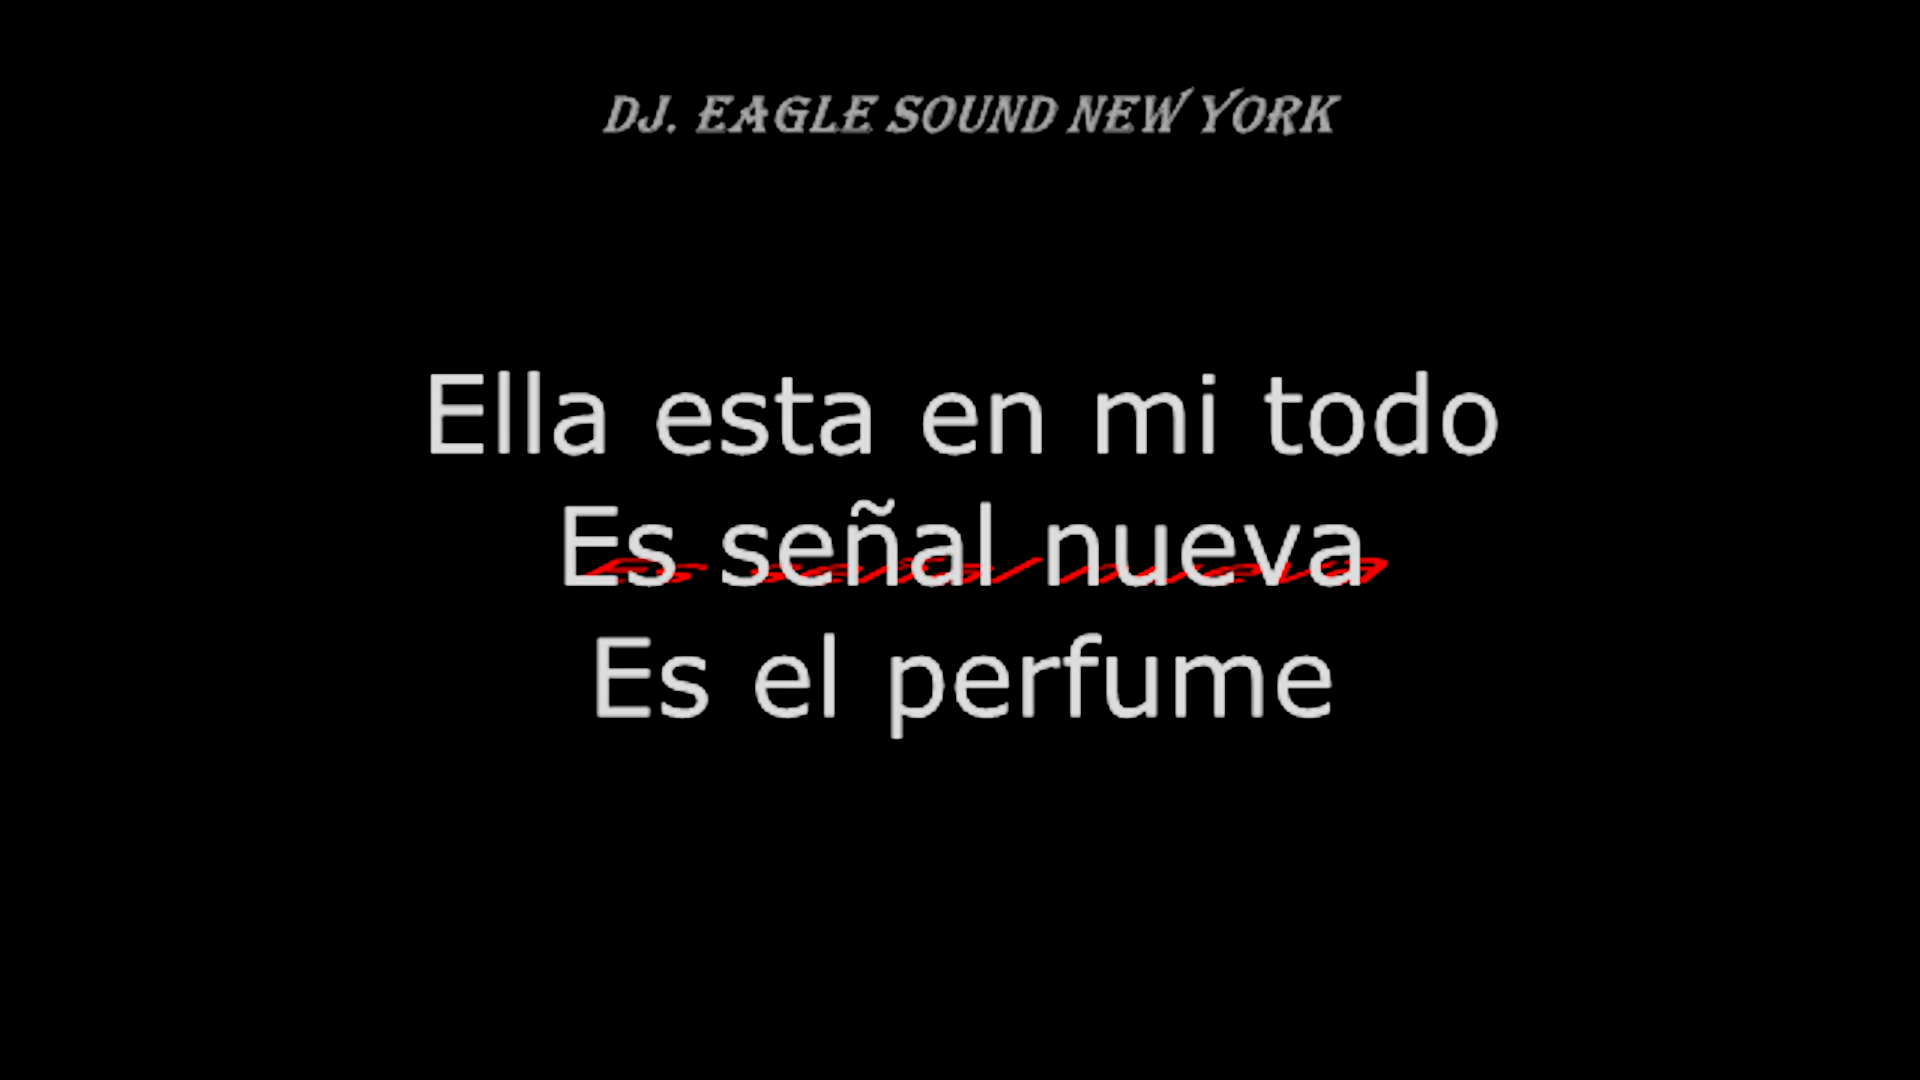 DJ. EAGLE SOUND NEW YORK
Ella esta en mi todo
Es señal nueva
Es el perfume